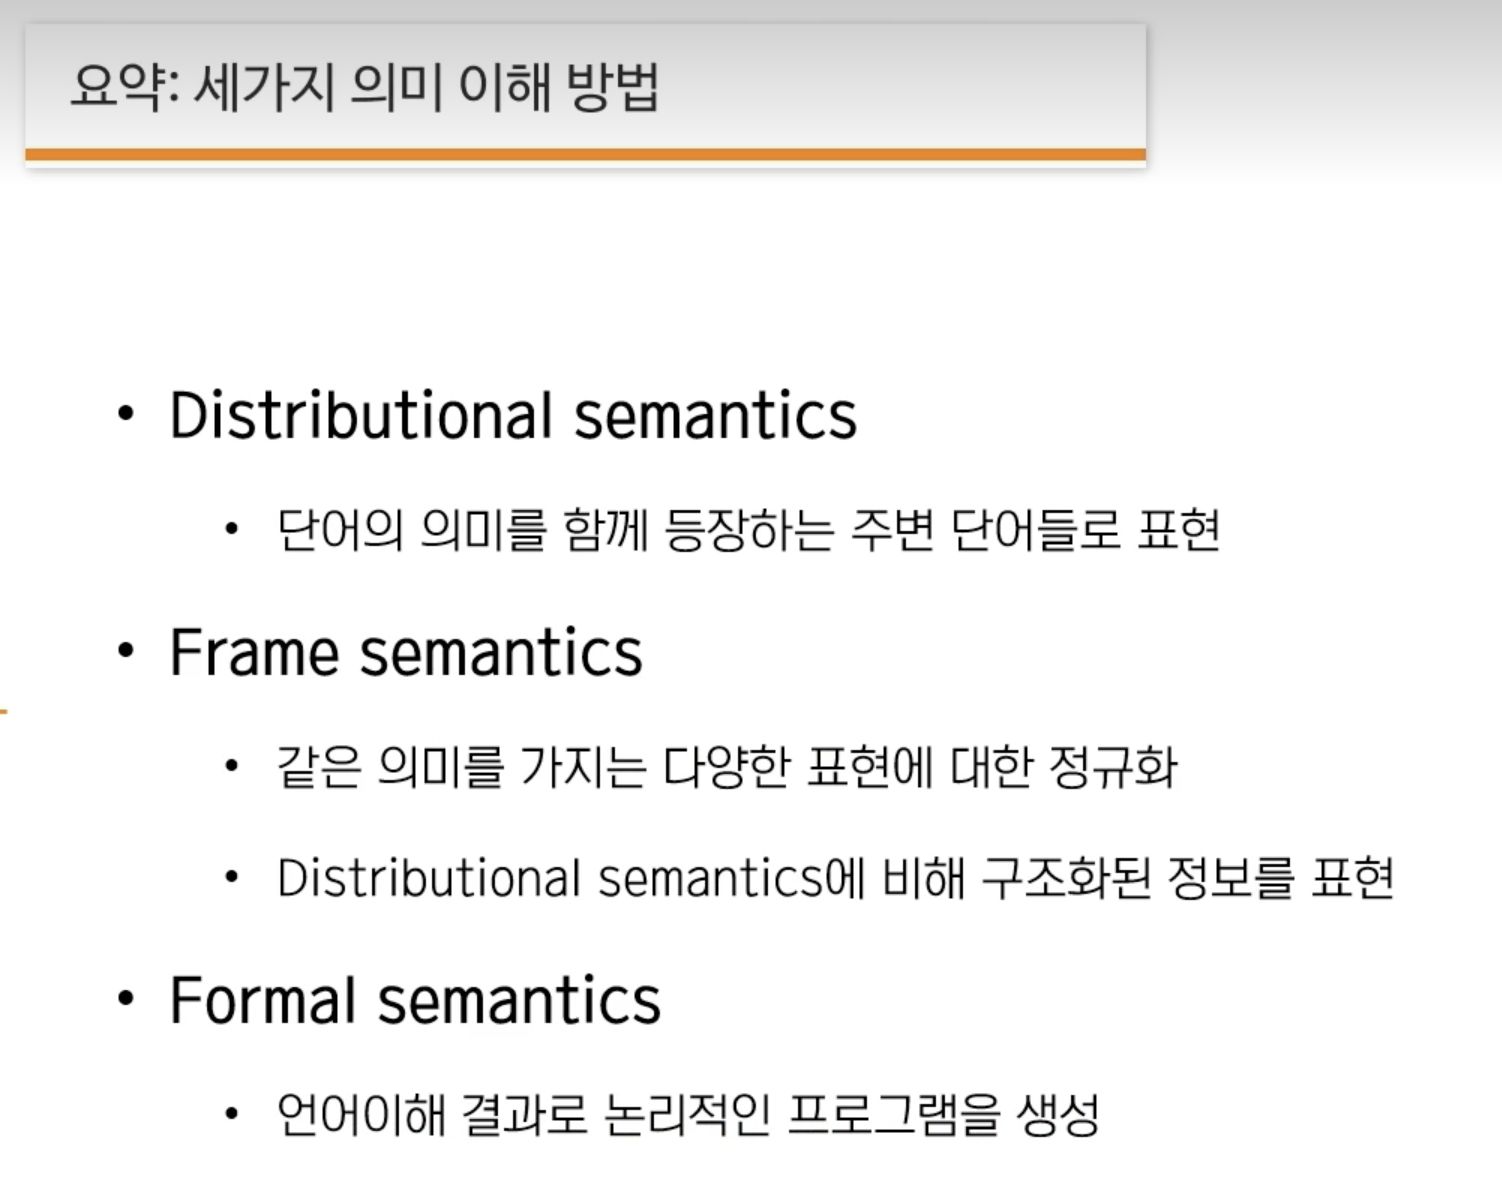 요약: 세가지 의미 이해 방법
• Distributional semantics
• 단어의 의미를 함께 등장하는 주변 단어들로 표현
• Frame semantics
• 같은 의미를 가지는 다양한 표현에 대한 정규화
• Distributional semantics에 비해 구조화된 정보를 표현
• Formal semantics
• 언어이해 결과로 논리적인 프로그램을 생성